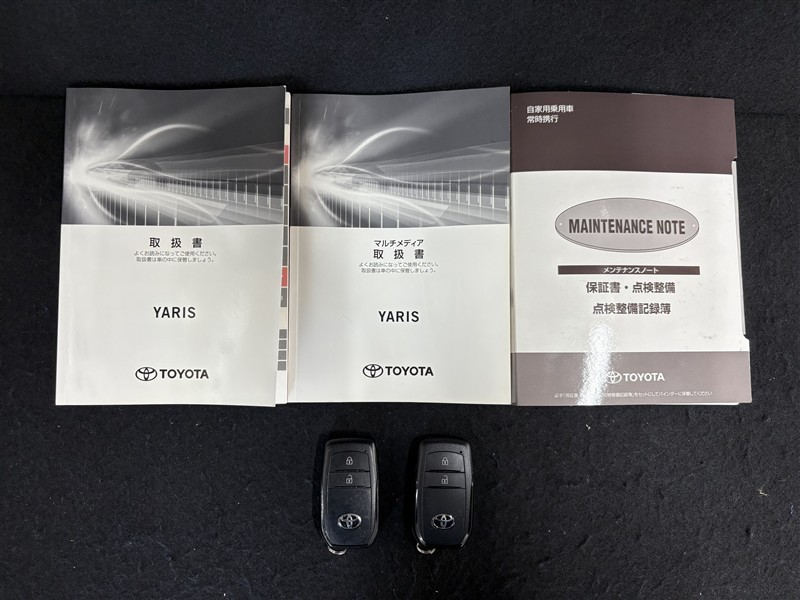 取扱書
よくお読みになってご使用ください。
取扱書は車の中に保管しましょう。
YARIS
TOYOTA
マルチメディア
取扱書
よくお読みになってご使用ください。
取扱書は車の中に保管しましょう。
YARIS
TOYOTA
自家用乗用車
常時携行
MAINTENANCE NOTE
メンテナンスノート
保証書・点検整備
点検整備記録簿
TOYOTA